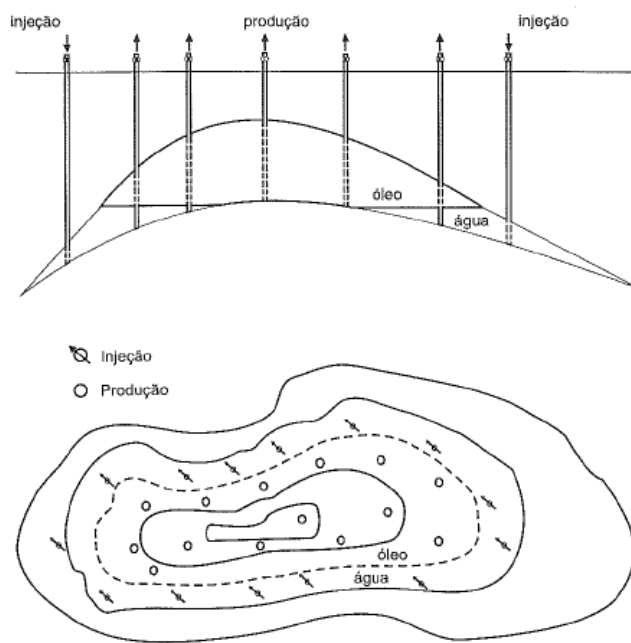 injeção produção injeção
óleo
água
Injeção
Produção
óleo
água